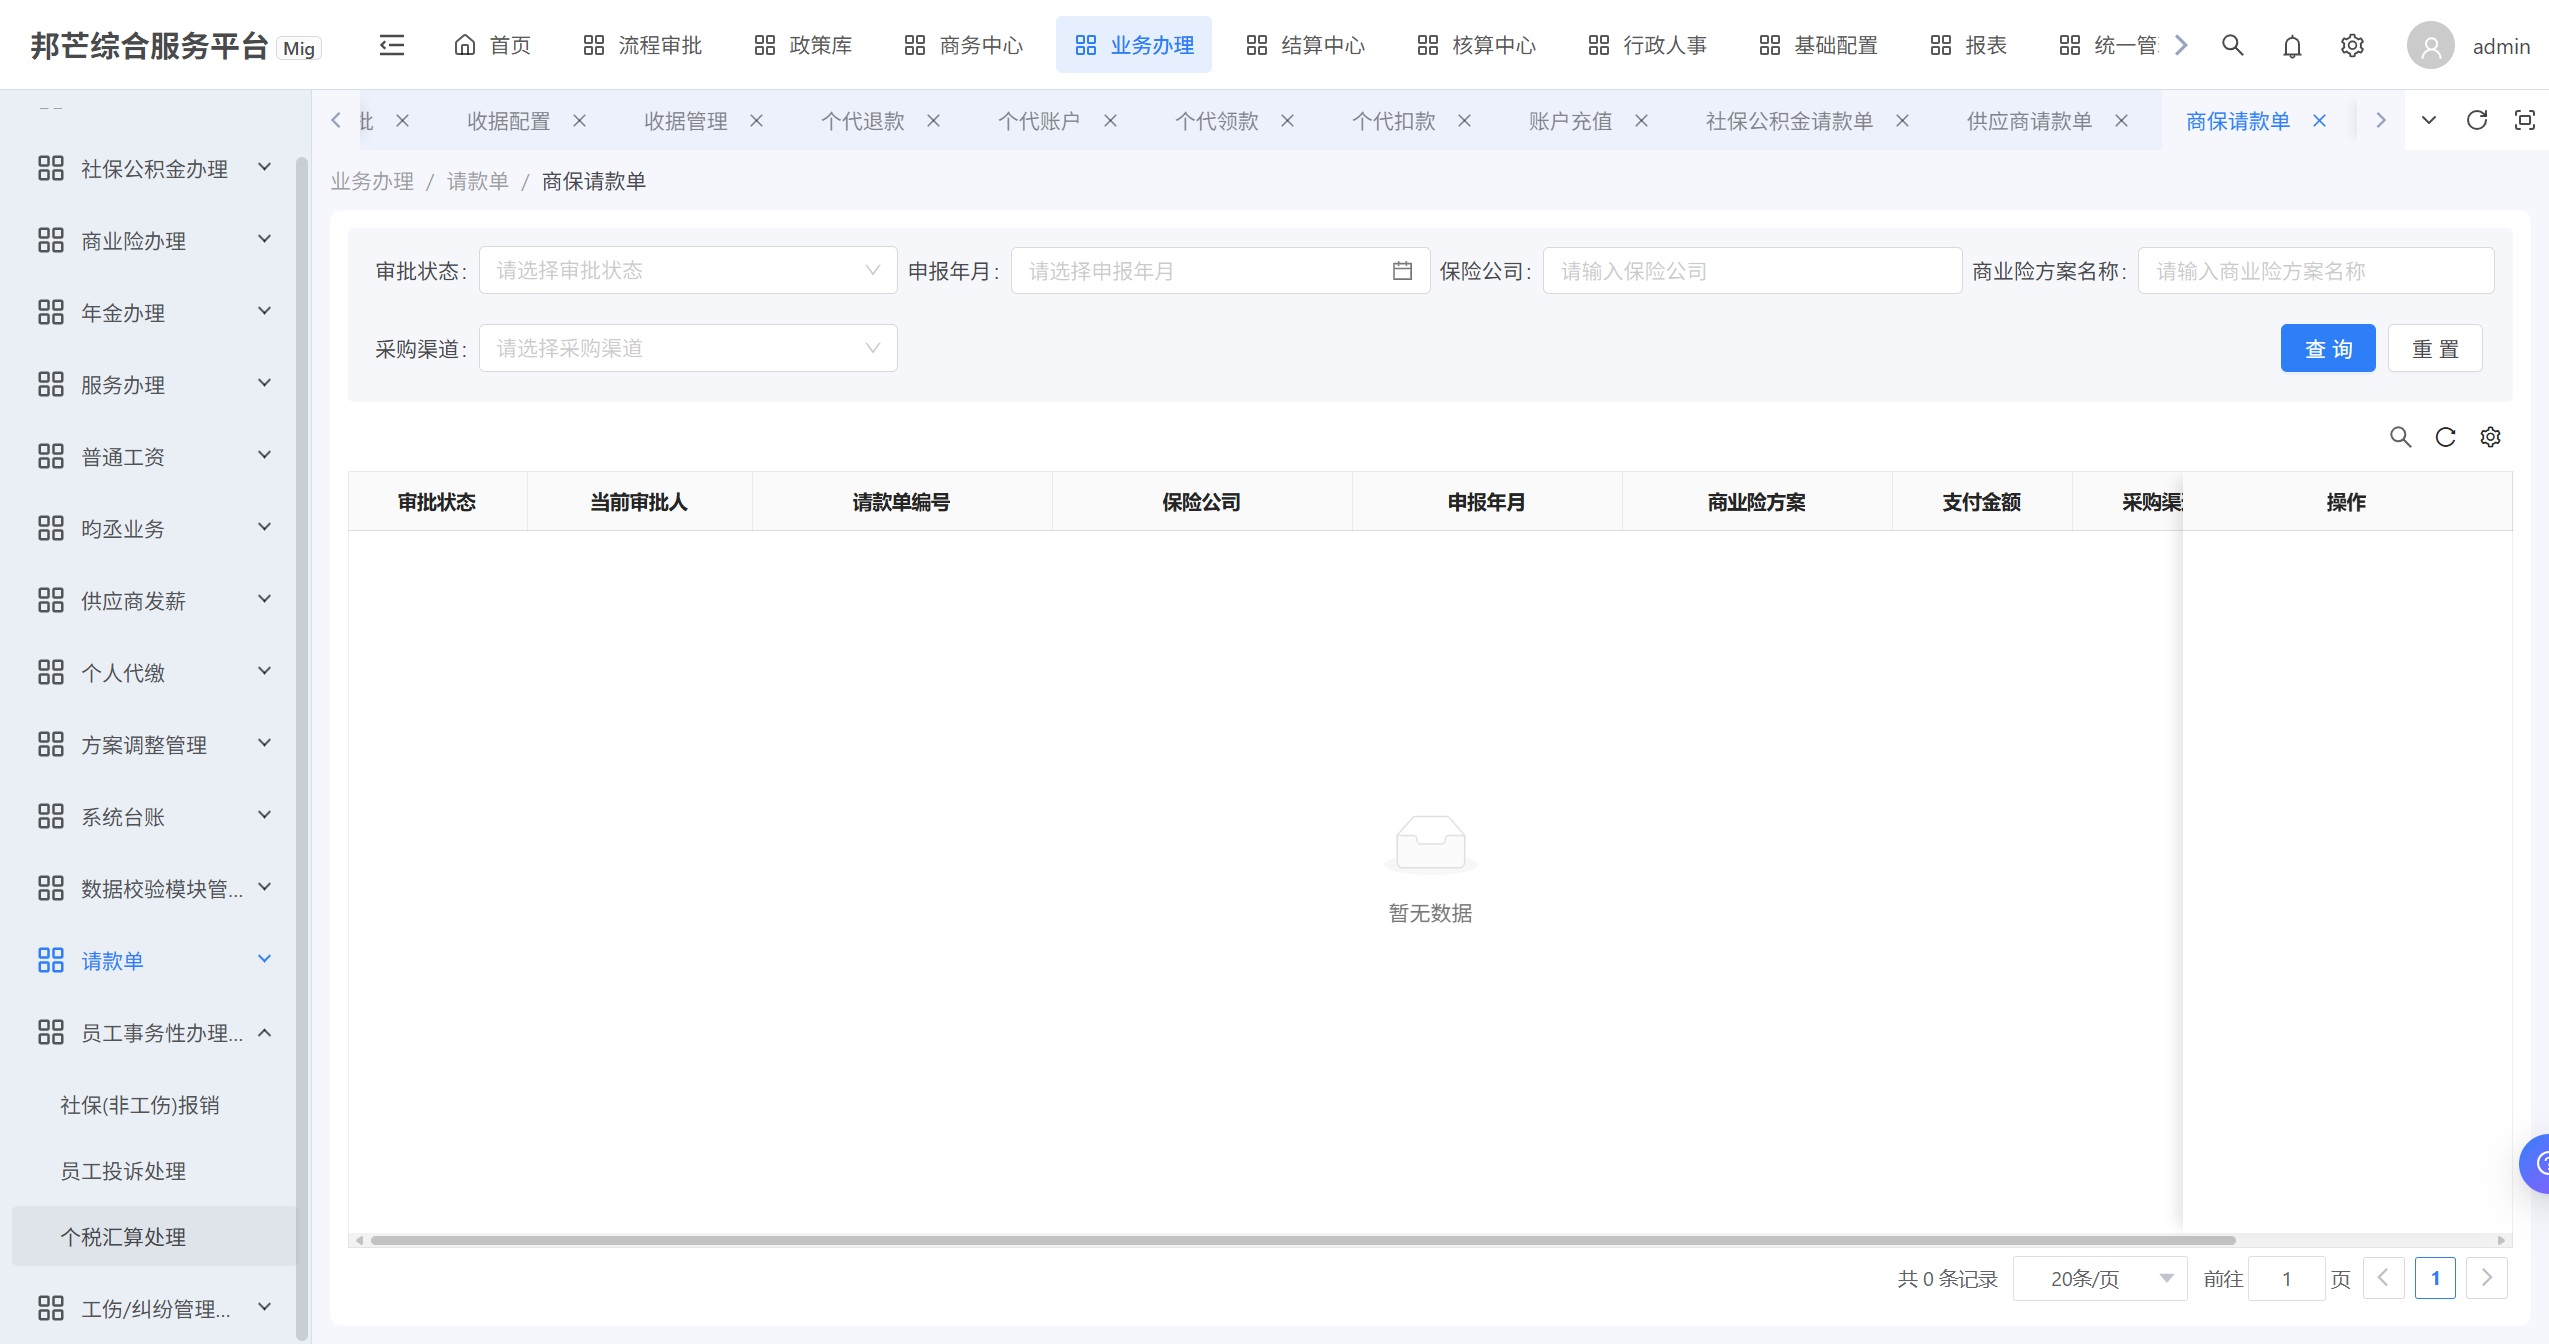 邦芒综合服务平台 Mig 首页 流程审批 政策库 商务中心 业务办理 结算中心 核算中心 行政人事 基础配置 报表 统一管 admin
批 收据配置 收据管理 个代退款 个代账户 个代领款 个代扣款 账户充值 社保公积金请款单 供应商请款单 商保请款单
业务办理 / 请款单 / 商保请款单
社保公积金办理
商业险办理
年金办理
服务办理
普通工资
昀丞业务
供应商发薪
个人代缴
方案调整管理
系统台账
数据校验模块管...
请款单
员工事务性办理...
社保(非工伤)报销
员工投诉处理
个税汇算处理
工伤/纠纷管理...
审批状态: 请选择审批状态 申报年月: 请选择申报年月 保险公司: 请输入保险公司 商业险方案名称: 请输入商业险方案名称
采购渠道: 请选择采购渠道 查 询 重 置
审批状态 当前审批人 请款单编号 保险公司 申报年月 商业险方案 支付金额 采购渠 操作
暂无数据
共 0 条记录 20条/页 前往 1 页 1